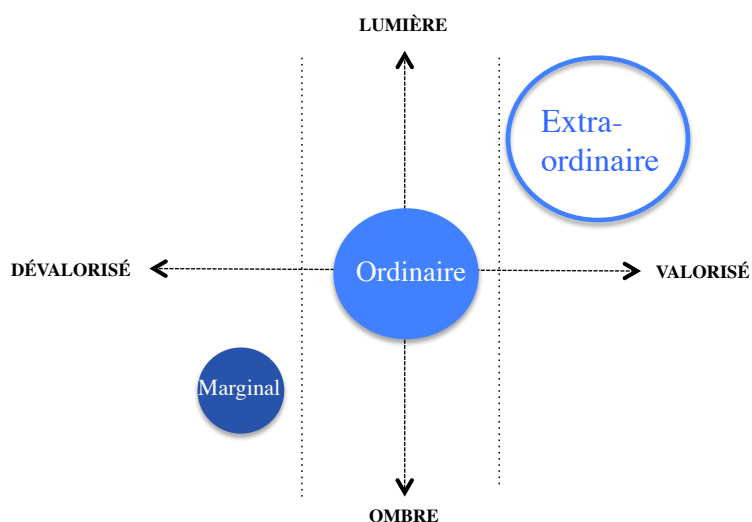 LUMIÈRE
Extra-
ordinaire
DÉVALORISÉ
Ordinaire
VALORISÉ
Marginal
OMBRE